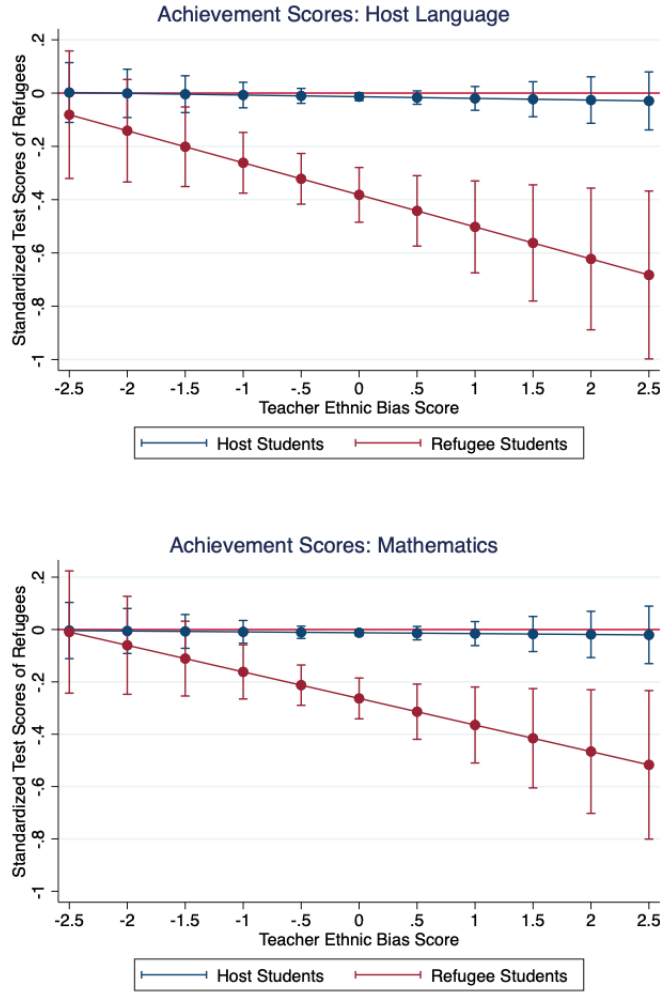 Achievement Scores: Host Language
Standardized Test Scores of Refugees
.2
0
-.2
-.4
-.6
-.8
-1
-2.5 -2 -1.5 -1 -.5 0 .5 1 1.5 2 2.5
Teacher Ethnic Bias Score
Host Students Refugee Students
Achievement Scores: Mathematics
Standardized Test Scores of Refugees
.2
0
-.2
-.4
-.6
-.8
-1
-2.5 -2 -1.5 -1 -.5 0 .5 1 1.5 2 2.5
Teacher Ethnic Bias Score
Host Students Refugee Students